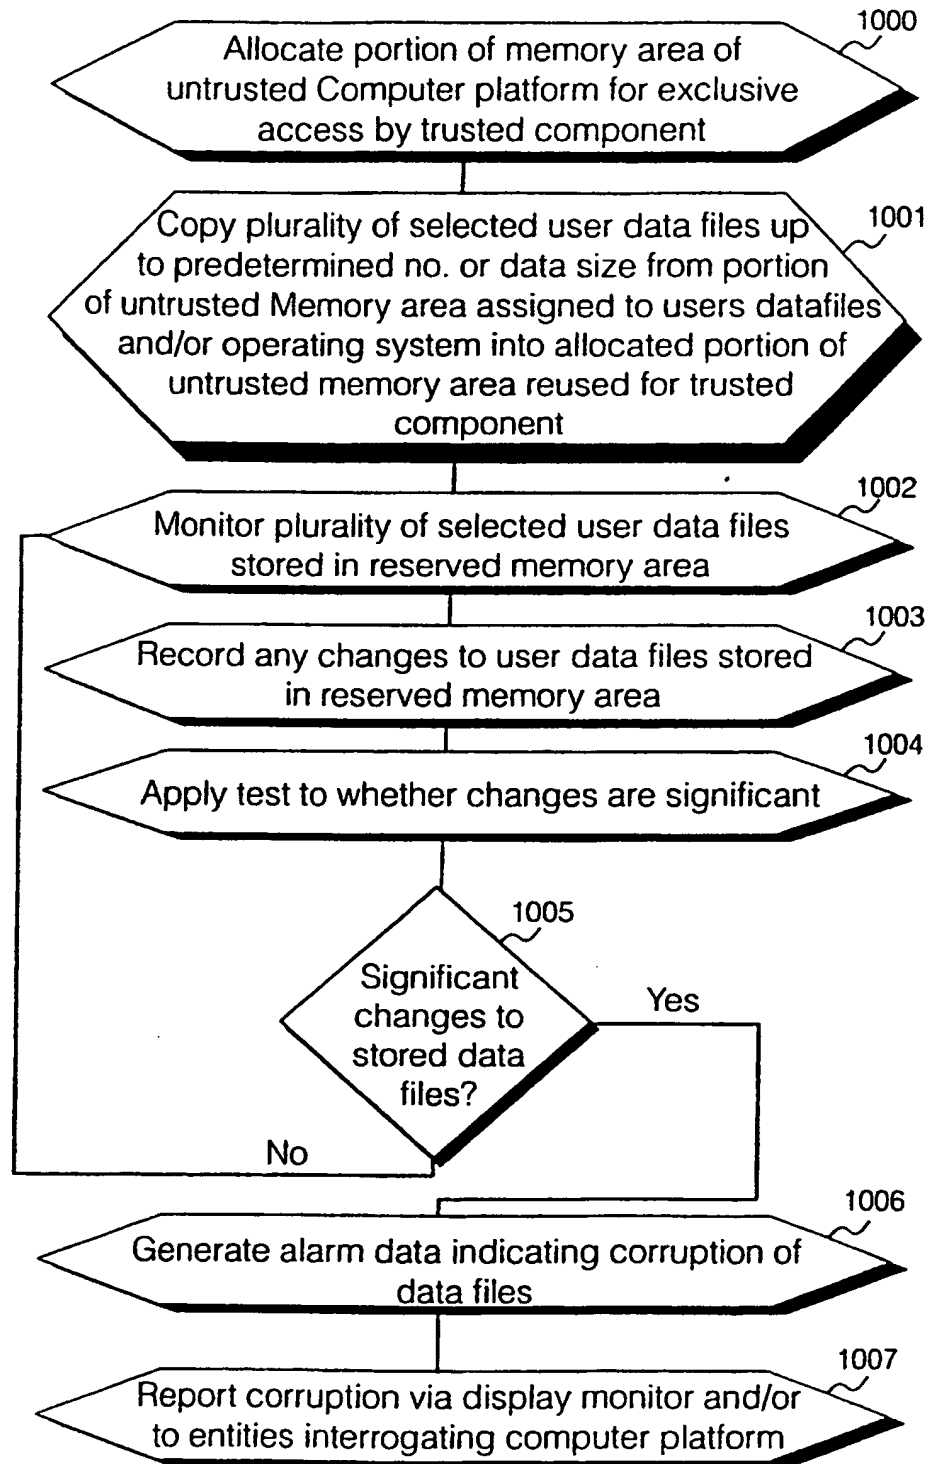 1000
Allocate portion of memory area of
untrusted Computer platform for exclusive
access by trusted component
1001
Copy plurality of selected user data files up
to predetermined no. or data size from portion
of untrusted Memory area assigned to users datafiles
and/or operating system into allocated portion of
untrusted memory area reused for trusted
component
1002
Monitor plurality of selected user data files
stored in reserved memory area
1003
Record any changes to user data files stored
in reserved memory area
1004
Apply test to whether changes are significant
1005
Significant
changes to
stored data
files?
Yes
No
1006
Generate alarm data indicating corruption of
data files
1007
Report corruption via display monitor and/or
to entities interrogating computer platform